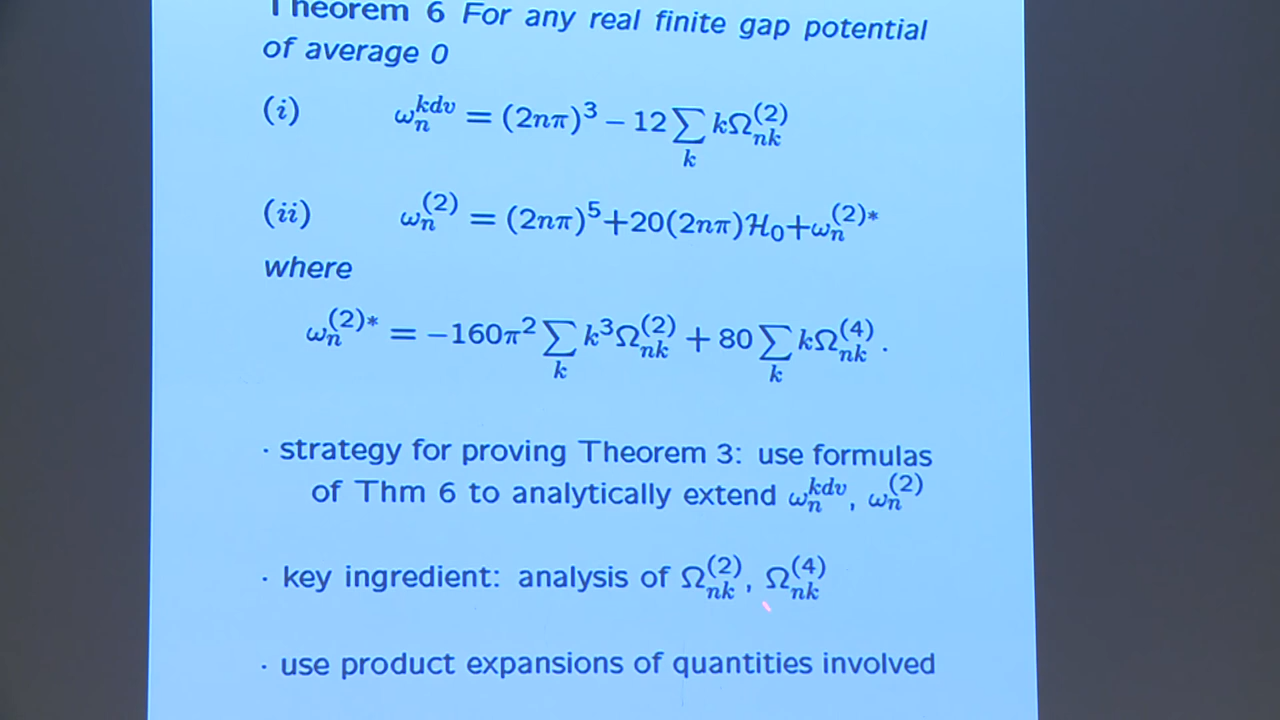 Theorem 6 For any real finite gap potential
of average 0
(i) ω_n^{kdv} = (2nπ)^3 − 12 ∑_k kΩ_{nk}^{(2)}
(ii) ω_n^{(2)} = (2nπ)^5+20(2nπ)ℋ_0+ω_n^{(2)*}
where
ω_n^{(2)*} = −160π^2 ∑_k k^3Ω_{nk}^{(2)} + 80 ∑_k kΩ_{nk}^{(4)} .
· strategy for proving Theorem 3: use formulas
of Thm 6 to analytically extend ω_n^{kdv}, ω_n^{(2)}
· key ingredient: analysis of Ω_{nk}^{(2)}, Ω_{nk}^{(4)}
· use product expansions of quantities involved